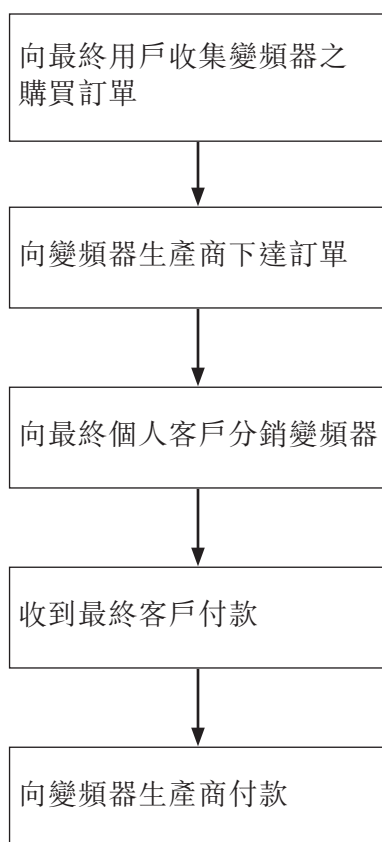 向最終用戶收集變頻器之
購買訂單
向變頻器生產商下達訂單
向最終個人客戶分銷變頻器
收到最終客戶付款
向變頻器生產商付款